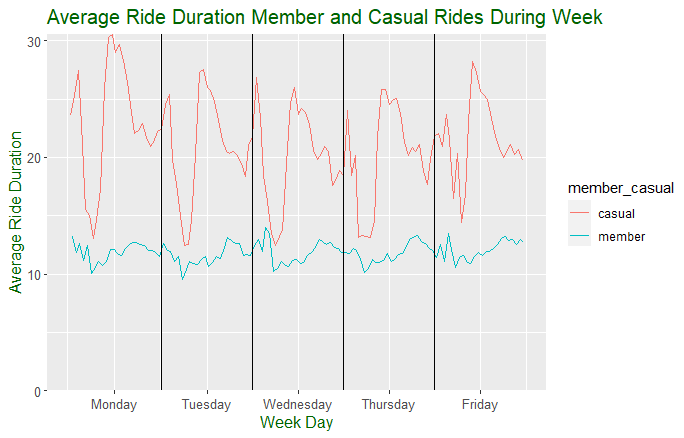 Average Ride Duration Member and Casual Rides During Week
Average Ride Duration
30
20
10
0
Monday Tuesday Wednesday Thursday Friday
Week Day
member_casual
casual
member